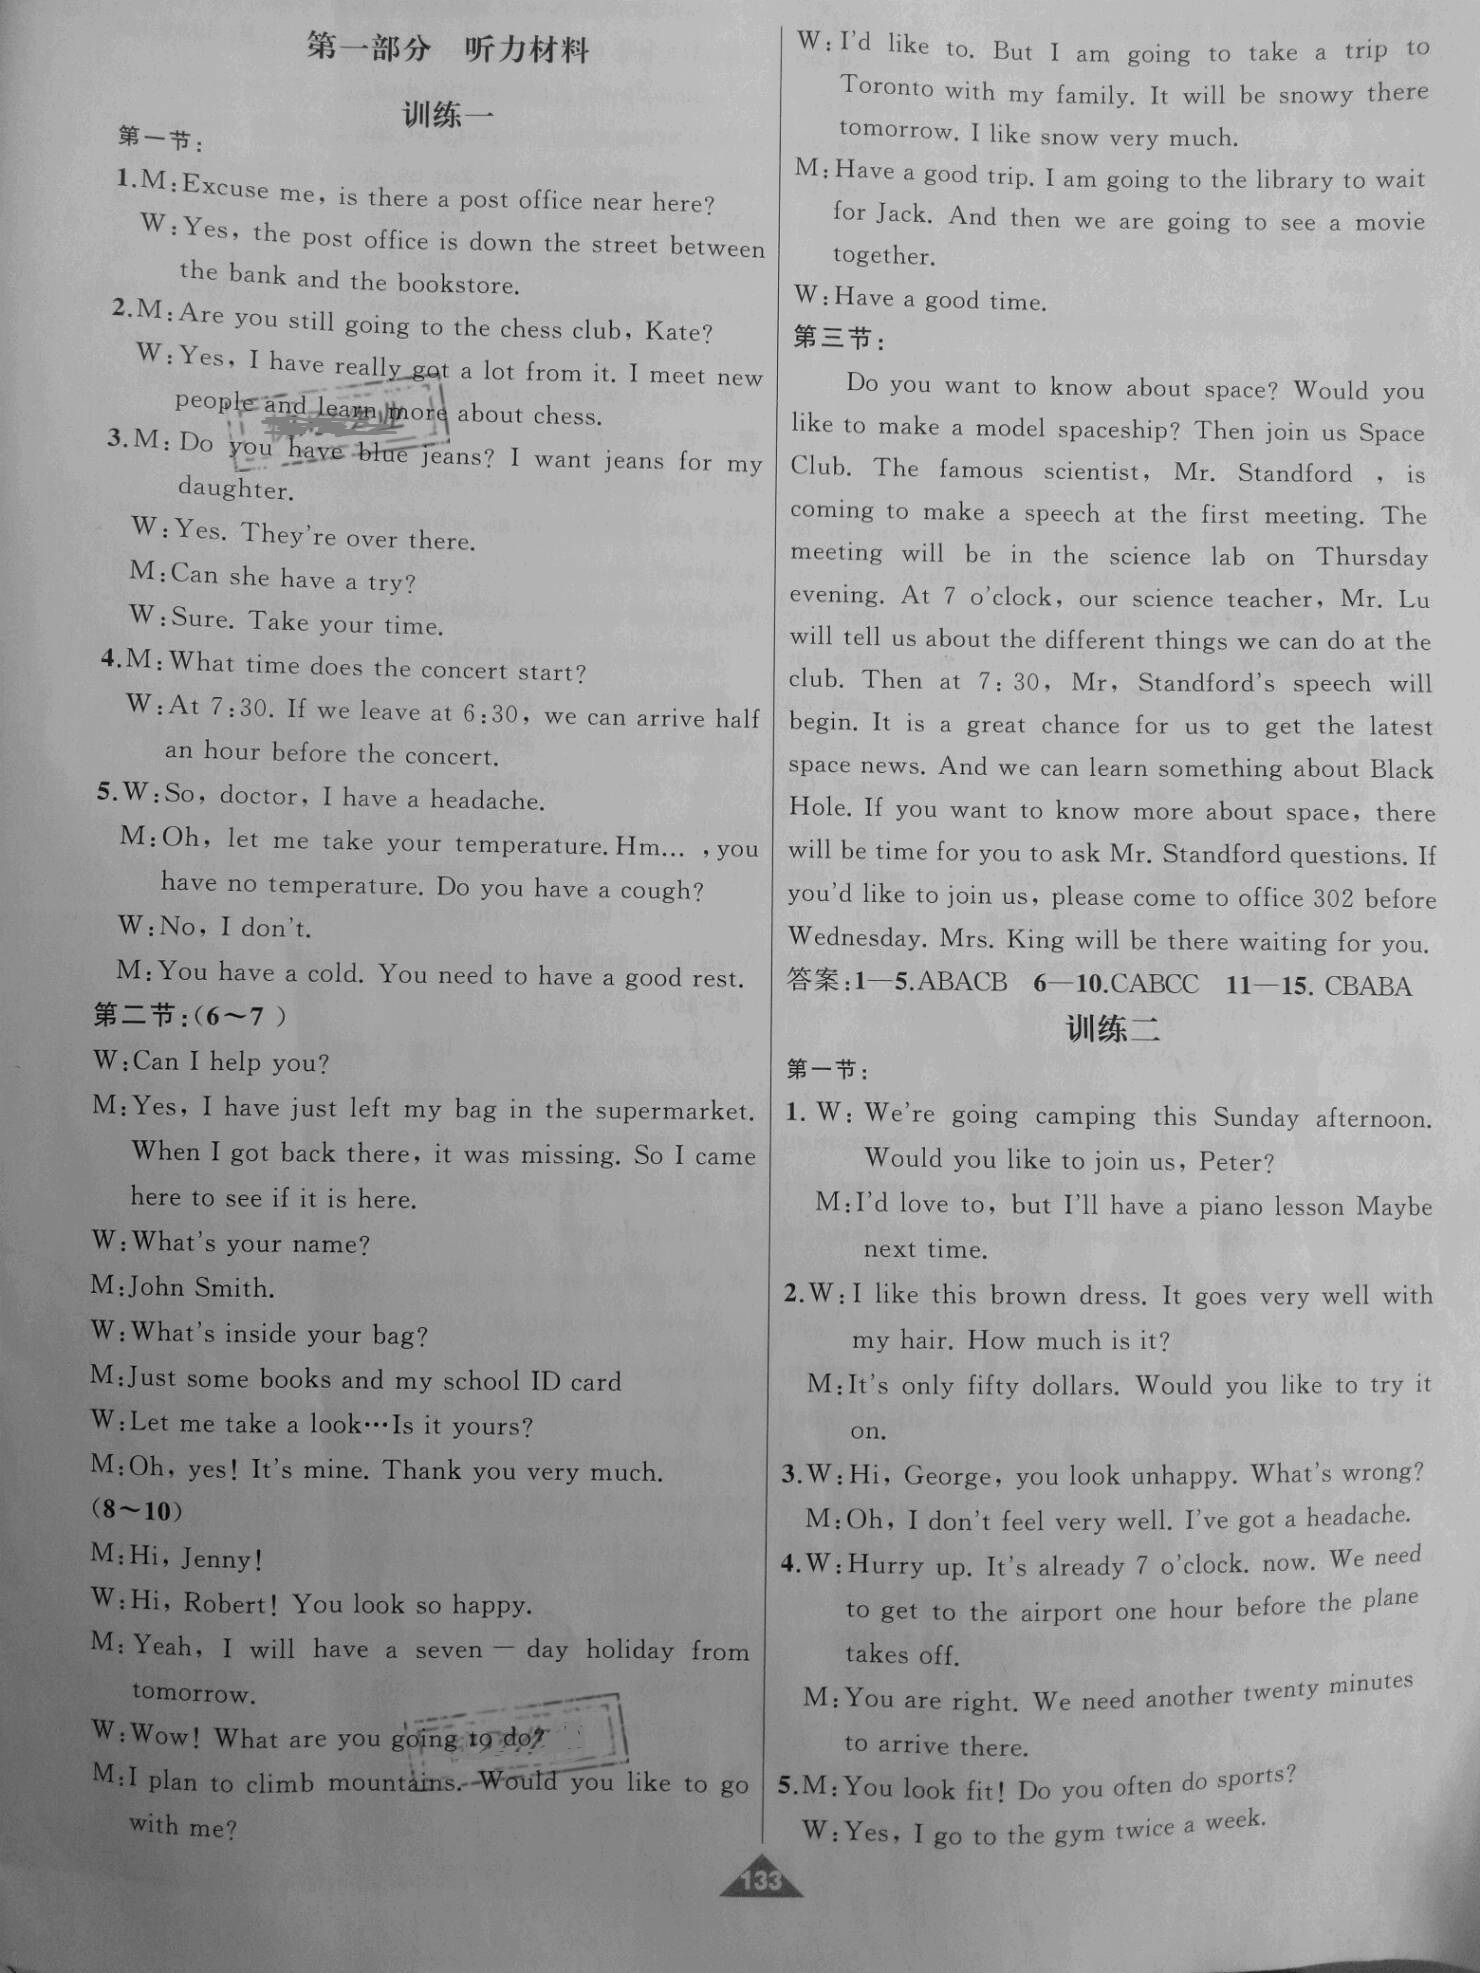 第一部分 听力材料
训练一
第一节:
1.M:Excuse me, is there a post office near here?
W:Yes, the post office is down the street between
the bank and the bookstore.
2.M:Are you still going to the chess club, Kate?
W:Yes, I have really got a lot from it. I meet new
people and learn more about chess.
3.M: Do you have blue jeans? I want jeans for my
daughter.
W:Yes. They're over there.
M:Can she have a try?
W:Sure. Take your time.
4.M:What time does the concert start?
W:At 7:30. If we leave at 6:30, we can arrive half
an hour before the concert.
5.W:So, doctor, I have a headache.
M:Oh, let me take your temperature. Hm... ,you
have no temperature. Do you have a cough?
W:No, I don't.
M:You have a cold. You need to have a good rest.
第二节:(6～7 )
W:Can I help you?
M:Yes, I have just left my bag in the supermarket.
When I got back there, it was missing. So I came
here to see if it is here.
W:What's your name?
M:John Smith.
W:What's inside your bag?
M:Just some books and my school ID card
W:Let me take a look…Is it yours?
M:Oh, yes! It's mine. Thank you very much.
(8～10)
M:Hi, Jenny!
W:Hi, Robert! You look so happy.
M: Yeah, I will have a seven — day holiday from
tomorrow.
W:Wow! What are you going to do?
M:I plan to climb mountains. Would you like to go
with me?
W:I'd like to. But I am going to take a trip to
Toronto with my family. It will be snowy there
tomorrow. I like snow very much.
M:Have a good trip. I am going to the library to wait
for Jack. And then we are going to see a movie
together.
W:Have a good time.
第三节:
Do you want to know about space? Would you
like to make a model spaceship? Then join us Space
Club. The famous scientist, Mr. Standford , is
coming to make a speech at the first meeting. The
meeting will be in the science lab on Thursday
evening. At 7 o'clock, our science teacher, Mr. Lu
will tell us about the different things we can do at the
club. Then at 7: 30, Mr, Standford's speech will
begin. It is a great chance for us to get the latest
space news. And we can learn something about Black
Hole. If you want to know more about space, there
will be time for you to ask Mr. Standford questions. If
you'd like to join us, please come to office 302 before
Wednesday. Mrs. King will be there waiting for you.
答案:1—5.ABACB 6—10.CABCC 11—15. CBABA
训练二
第一节:
1. W: We're going camping this Sunday afternoon.
Would you like to join us, Peter?
M:I'd love to, but I'll have a piano lesson Maybe
next time.
2.W:I like this brown dress. It goes very well with
my hair. How much is it?
M:It's only fifty dollars. Would you like to try it
on.
3.W:Hi, George, you look unhappy. What's wrong?
M:Oh, I don't feel very well. I've got a headache.
4.W:Hurry up. It's already 7 o'clock. now. We need
to get to the airport one hour before the plane
takes off.
M:You are right. We need another twenty minutes
to arrive there.
5.M:You look fit! Do you often do sports?
W:Yes, I go to the gym twice a week.
133